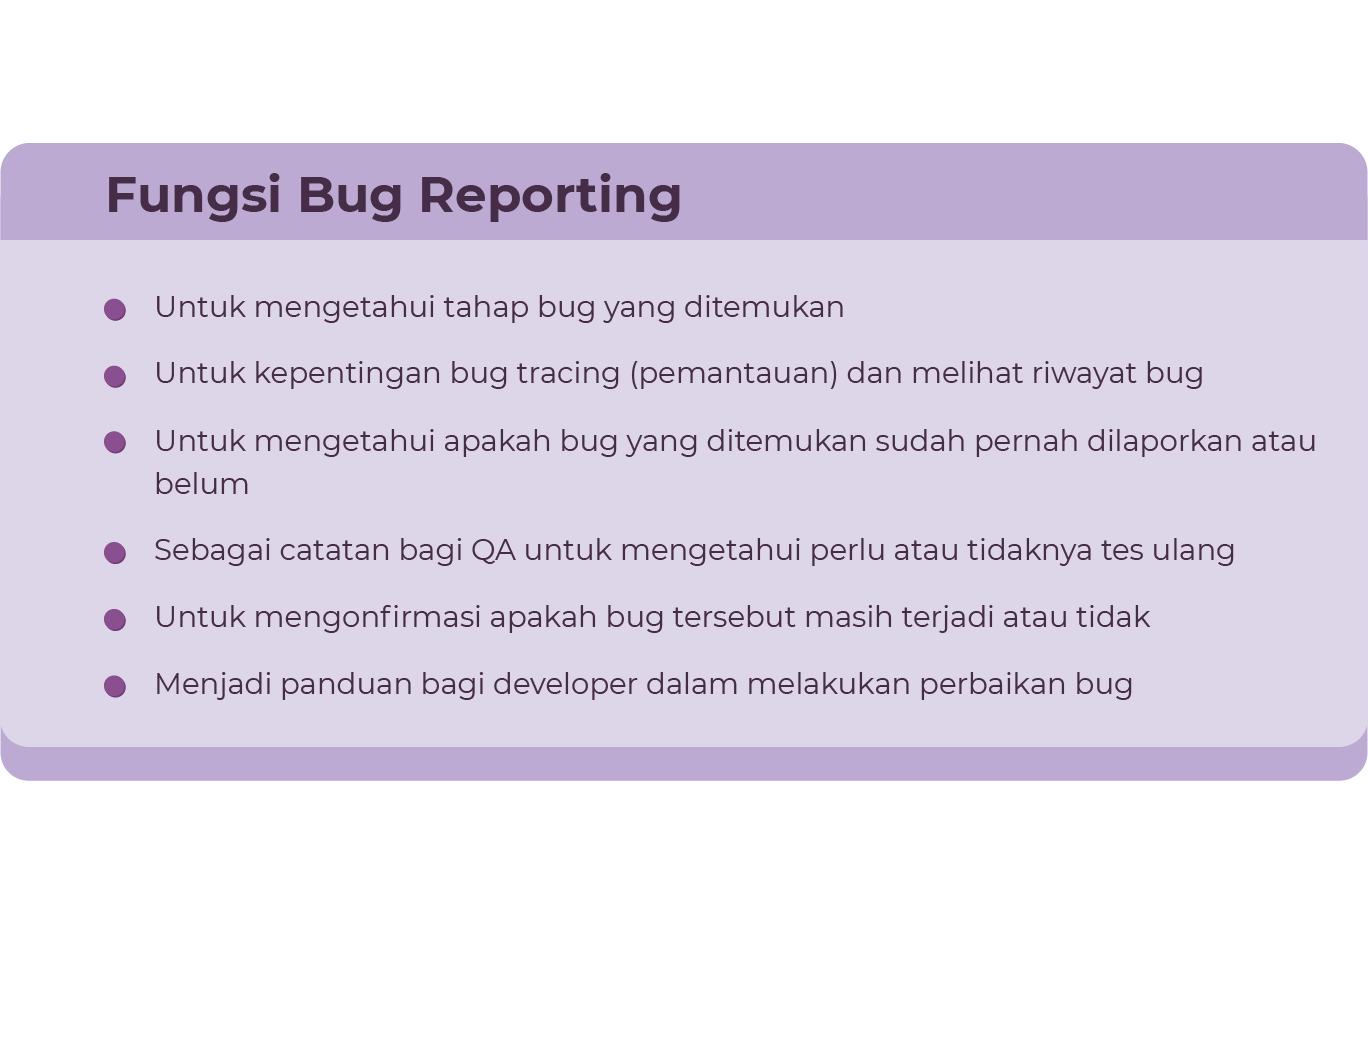 Fungsi Bug Reporting
Untuk mengetahui tahap bug yang ditemukan
Untuk kepentingan bug tracing (pemantauan) dan melihat riwayat bug
Untuk mengetahui apakah bug yang ditemukan sudah pernah dilaporkan atau
belum
Sebagai catatan bagi QA untuk mengetahui perlu atau tidaknya tes ulang
Untuk mengonfirmasi apakah bug tersebut masih terjadi atau tidak
Menjadi panduan bagi developer dalam melakukan perbaikan bug